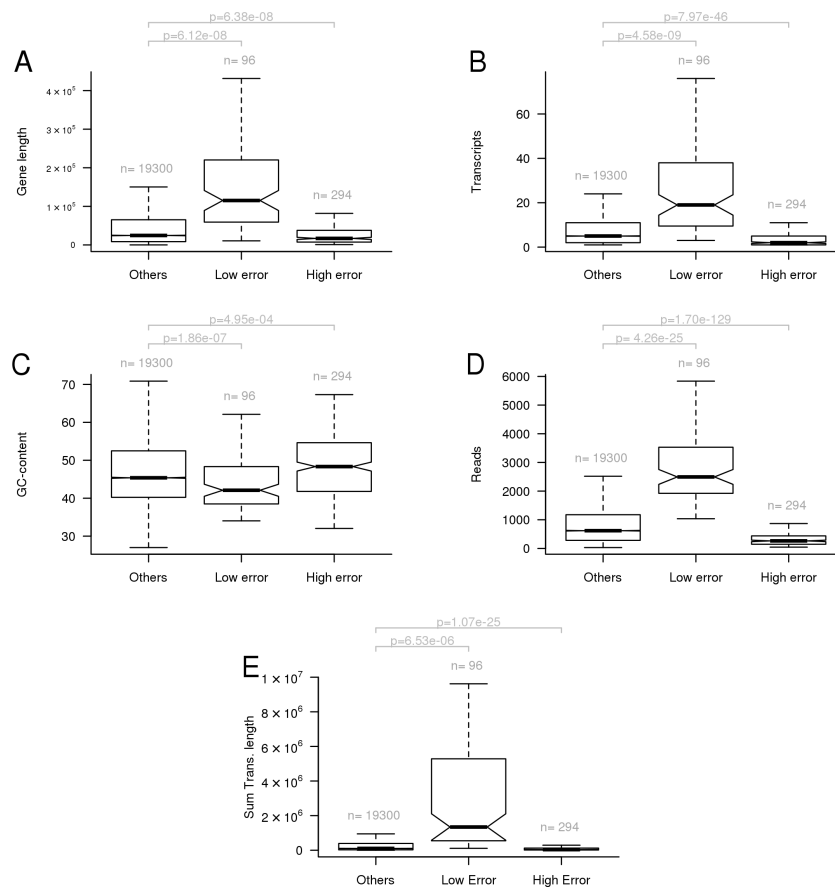 p=6.38e-08
p=6.12e-08
A
n= 96
4 × 10⁵
3 × 10⁵
2 × 10⁵
1 × 10⁵
0
Gene length
n= 19300
n= 294
Others
Low error
High error
p=7.97e-46
p=4.58e-09
B
n= 96
60
40
20
0
Transcripts
n= 19300
n= 294
Others
Low error
High error
p=4.95e-04
p=1.86e-07
C
n= 19300
n= 96
n= 294
70
60
50
40
30
GC-content
Others
Low error
High error
p=1.70e-129
p= 4.26e-25
D
n= 96
6000
5000
4000
3000
2000
1000
0
Reads
n= 19300
n= 294
Others
Low error
High error
p=1.07e-25
p=6.53e-06
E
n= 96
1 × 10⁷
8 × 10⁶
6 × 10⁶
4 × 10⁶
2 × 10⁶
0
Sum Trans. length
n= 19300
n= 294
Others
Low Error
High Error